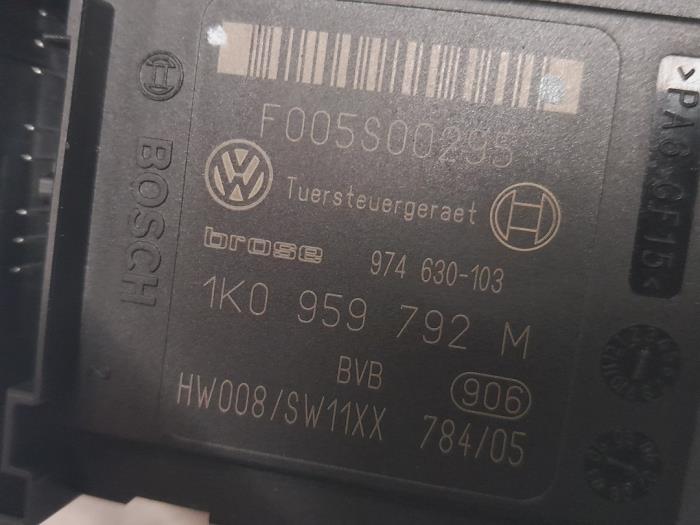 F005S00295
Tuersteuergeraet
brose 974 630-103
1K0 959 792 M
BVB 906
HW008/SW11XX 784/05
BOSCH
>PA6-GF15<